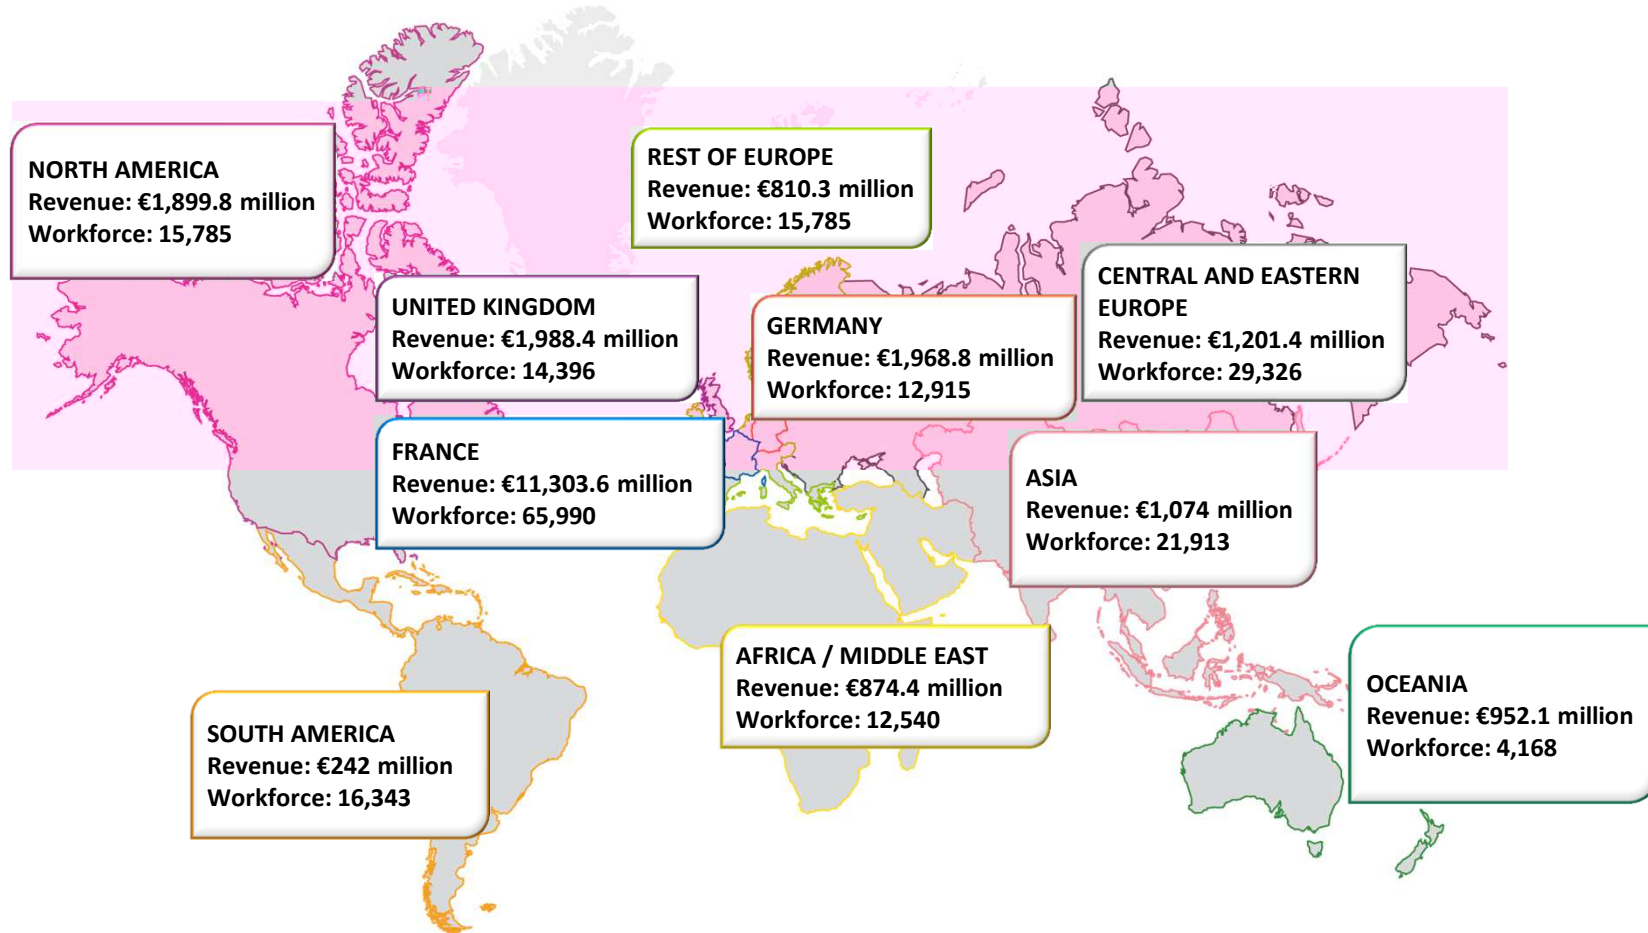 NORTH AMERICA
Revenue: €1,899.8 million
Workforce: 15,785
REST OF EUROPE
Revenue: €810.3 million
Workforce: 15,785
UNITED KINGDOM
Revenue: €1,988.4 million
Workforce: 14,396
GERMANY
Revenue: €1,968.8 million
Workforce: 12,915
CENTRAL AND EASTERN
EUROPE
Revenue: €1,201.4 million
Workforce: 29,326
FRANCE
Revenue: €11,303.6 million
Workforce: 65,990
ASIA
Revenue: €1,074 million
Workforce: 21,913
AFRICA / MIDDLE EAST
Revenue: €874.4 million
Workforce: 12,540
OCEANIA
Revenue: €952.1 million
Workforce: 4,168
SOUTH AMERICA
Revenue: €242 million
Workforce: 16,343